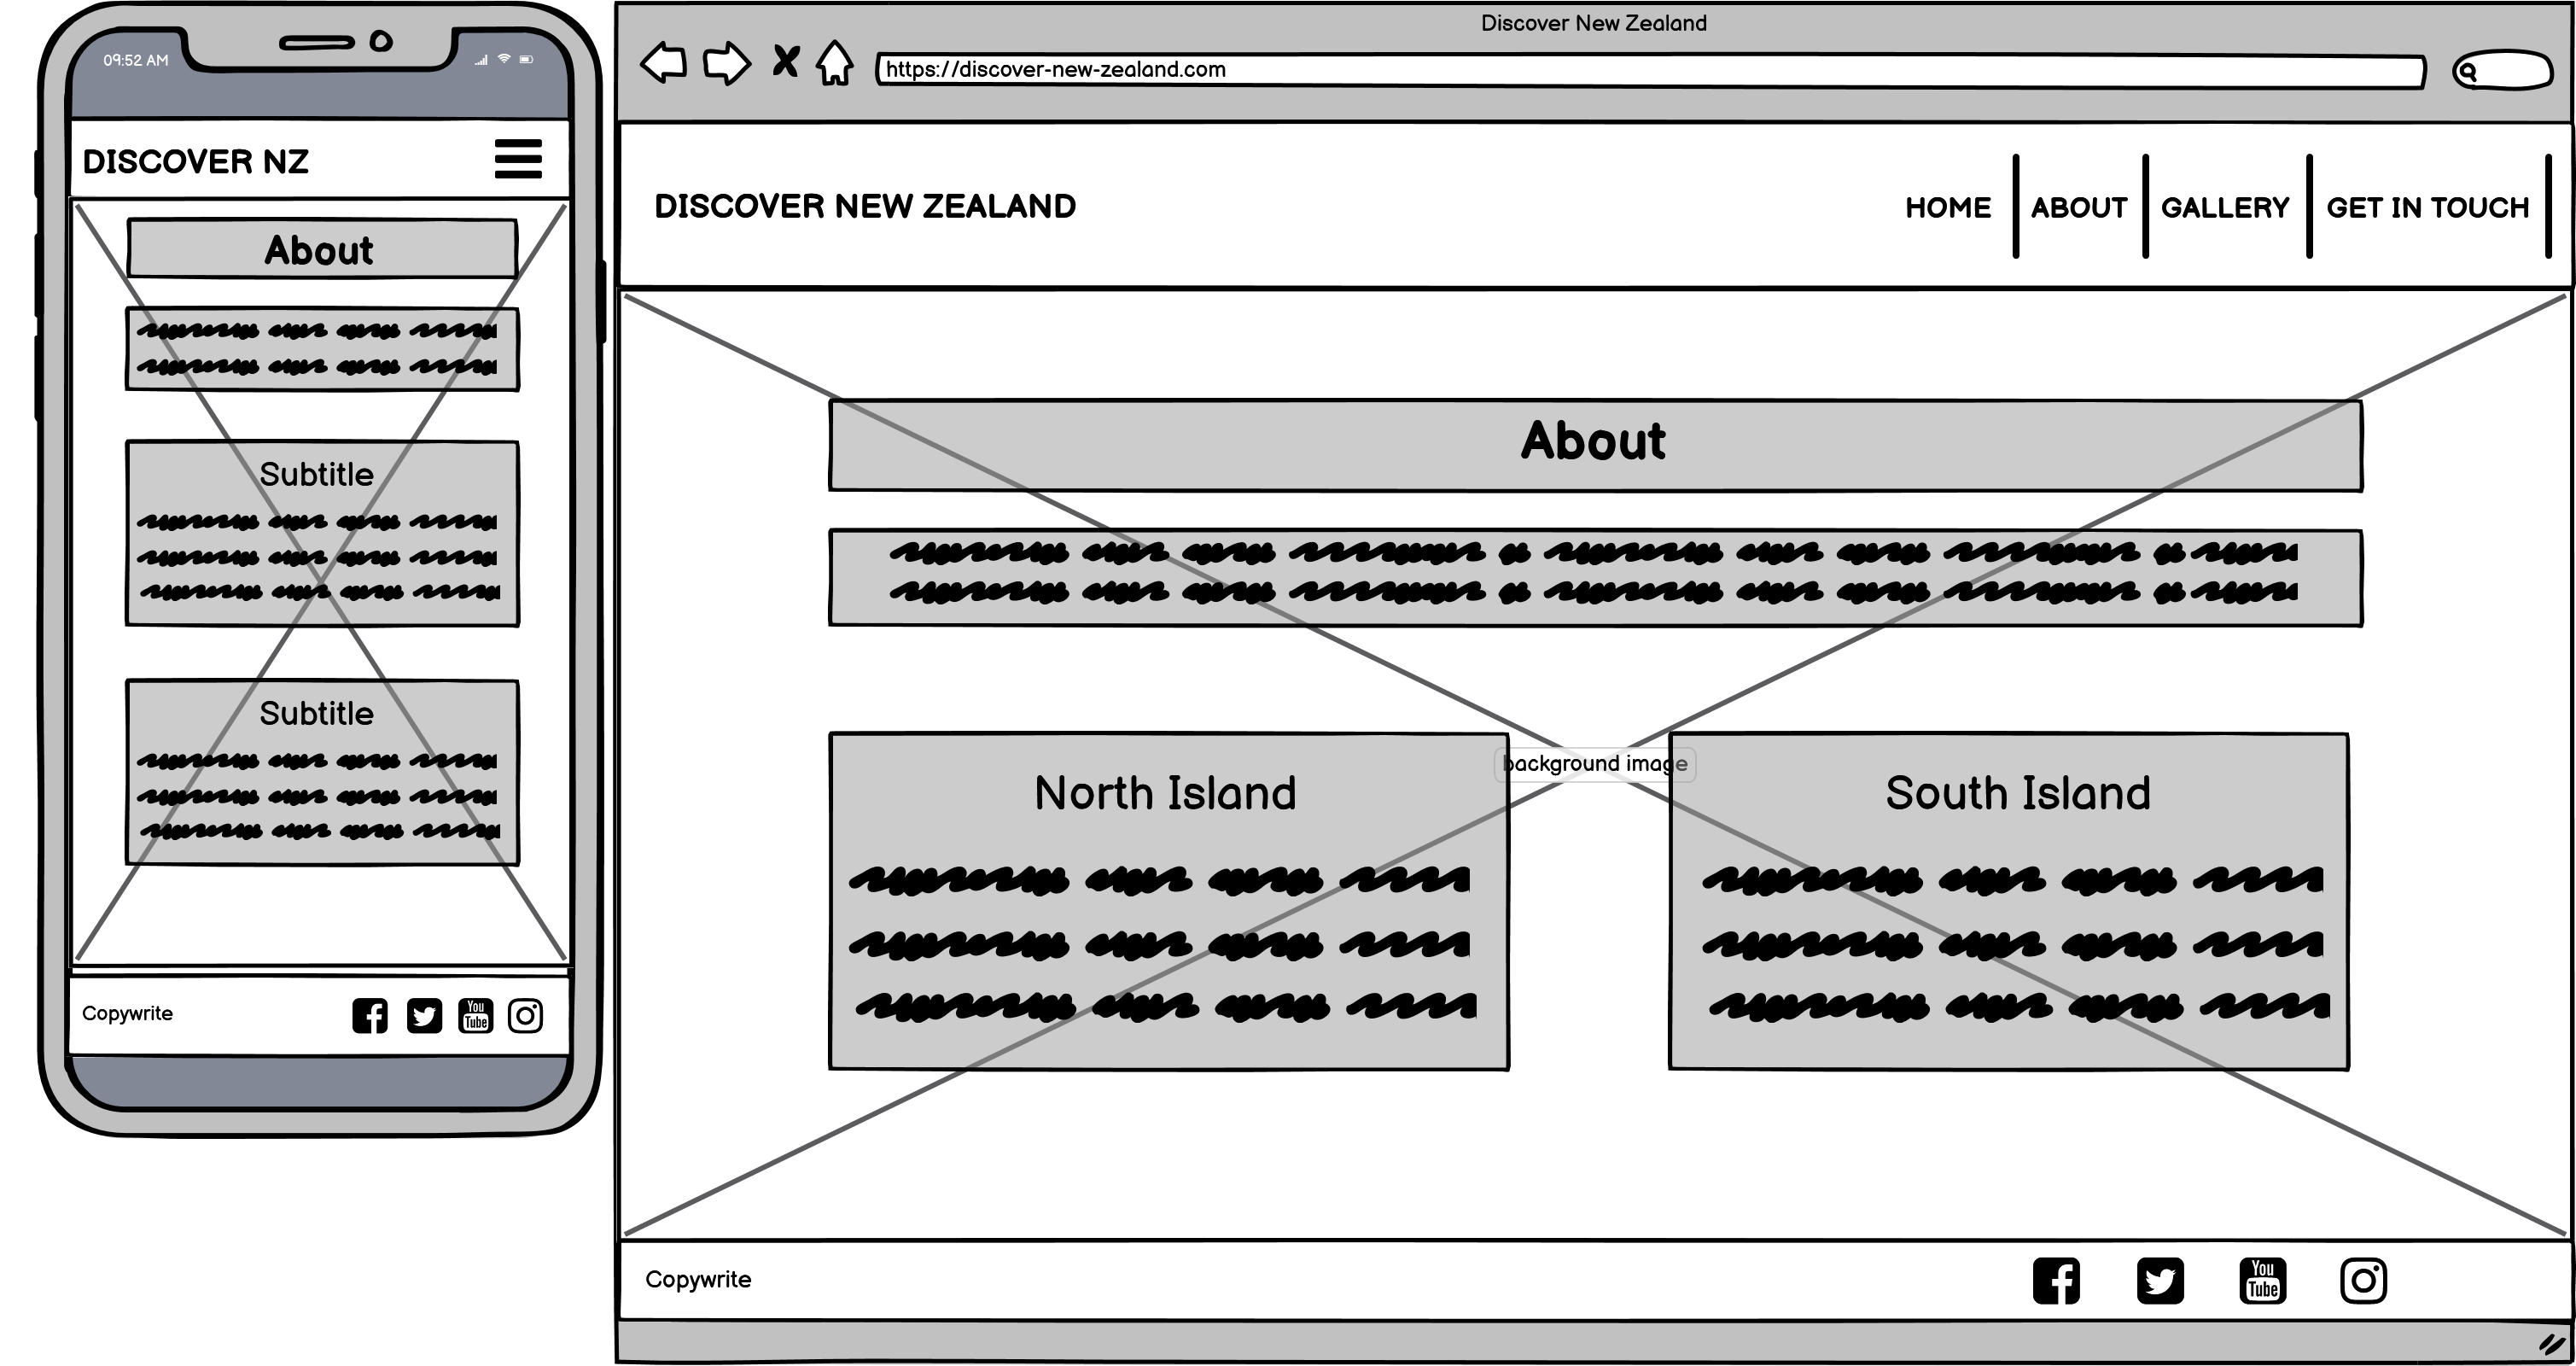 09:52 AM
DISCOVER NZ
About
Subtitle
Subtitle
Copywrite
You
Tube
Discover New Zealand
https://discover-new-zealand.com
DISCOVER NEW ZEALAND
HOME
ABOUT
GALLERY
GET IN TOUCH
About
background image
North Island
South Island
Copywrite
You
Tube